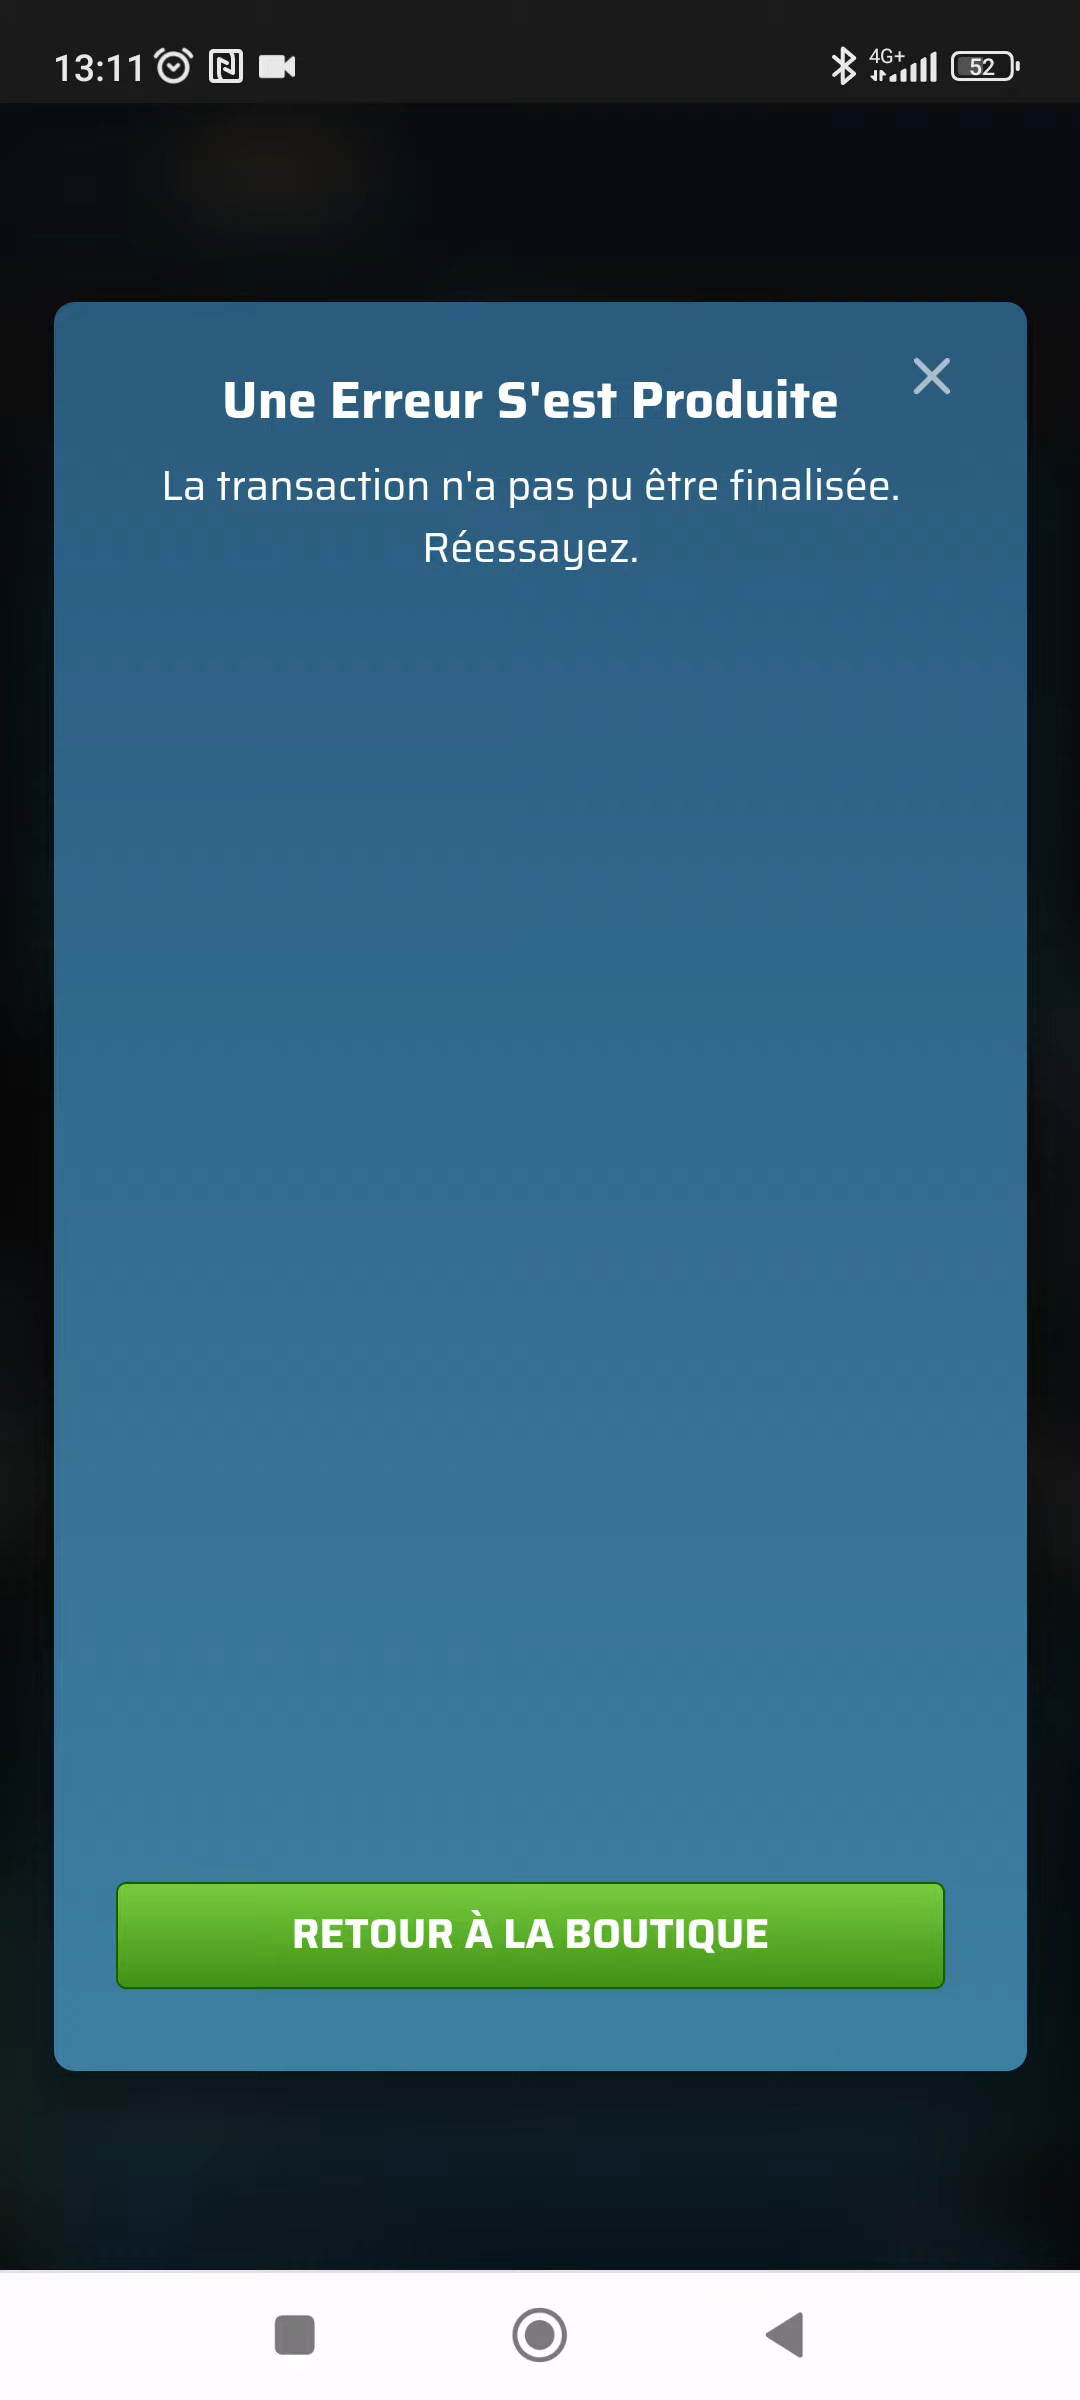 13:11
4G+
52
Une Erreur S'est Produite
La transaction n'a pas pu être finalisée.
Réessayez.
RETOUR À LA BOUTIQUE